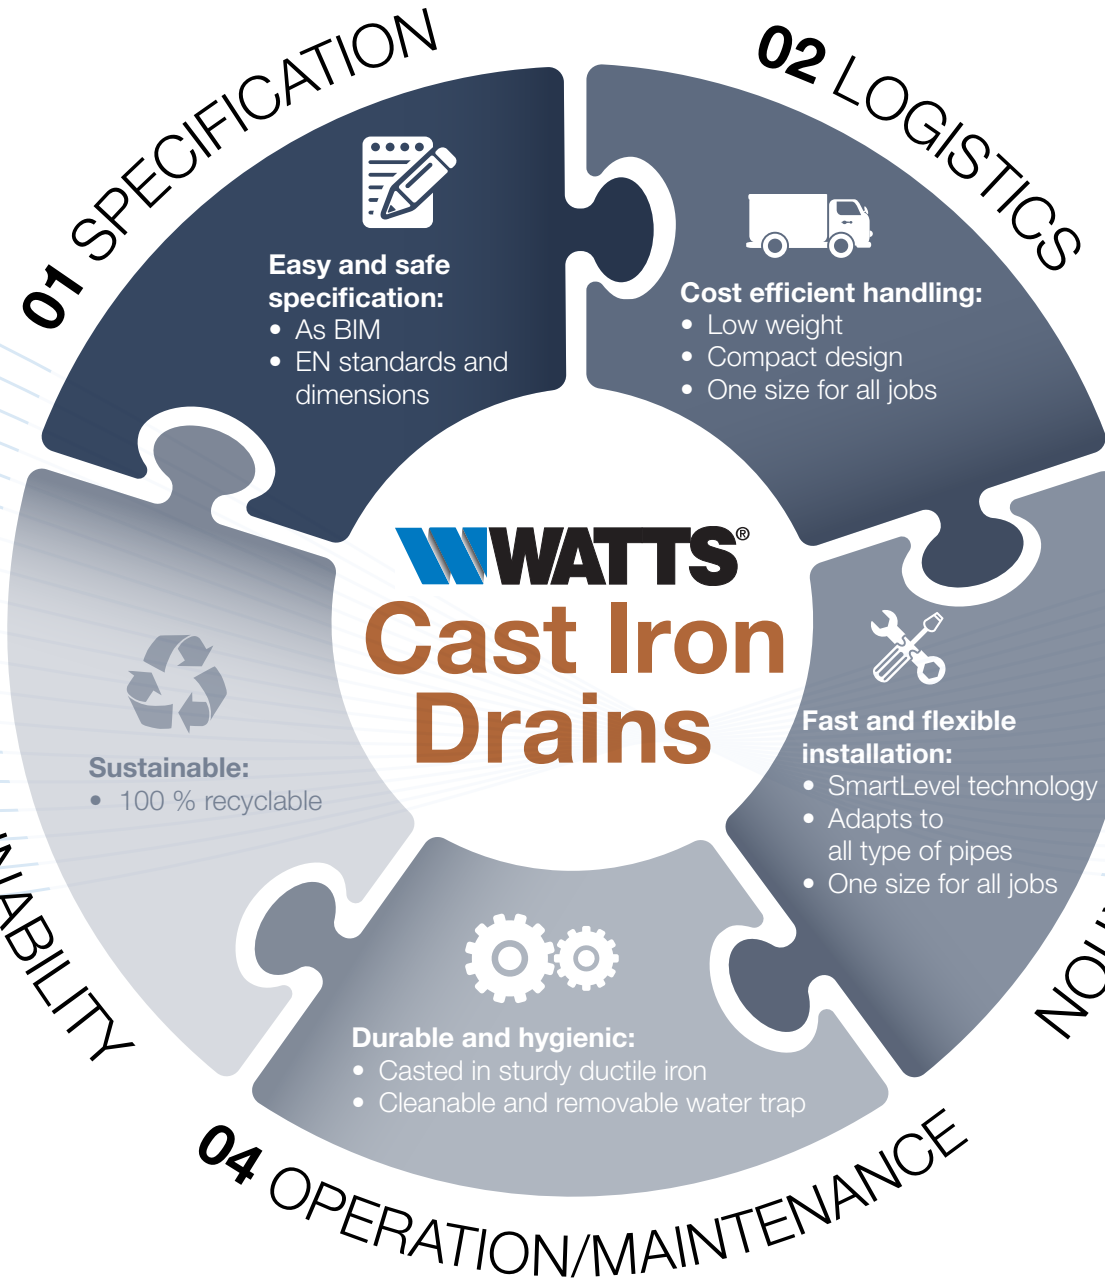 01 SPECIFICATION
02 LOGISTICS
Easy and safe
specification:
• As BIM
• EN standards and
dimensions
Cost efficient handling:
• Low weight
• Compact design
• One size for all jobs
WATTS®
Cast Iron
Drains
Fast and flexible
installation:
• SmartLevel technology
• Adapts to
all type of pipes
• One size for all jobs
Sustainable:
• 100 % recyclable
Durable and hygienic:
• Casted in sturdy ductile iron
• Cleanable and removable water trap
04 OPERATION/MAINTENANCE